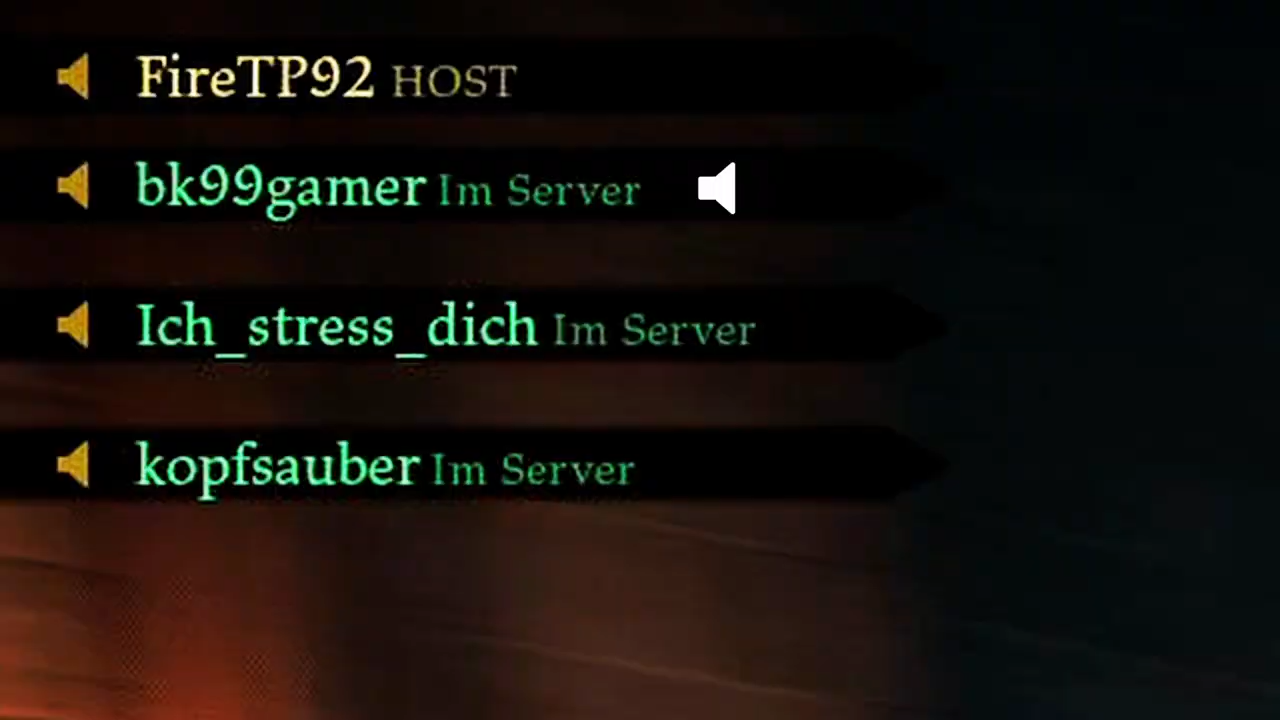 FireTP92 HOST
bk99gamer Im Server
Ich_stress_dich Im Server
kopfsauber Im Server